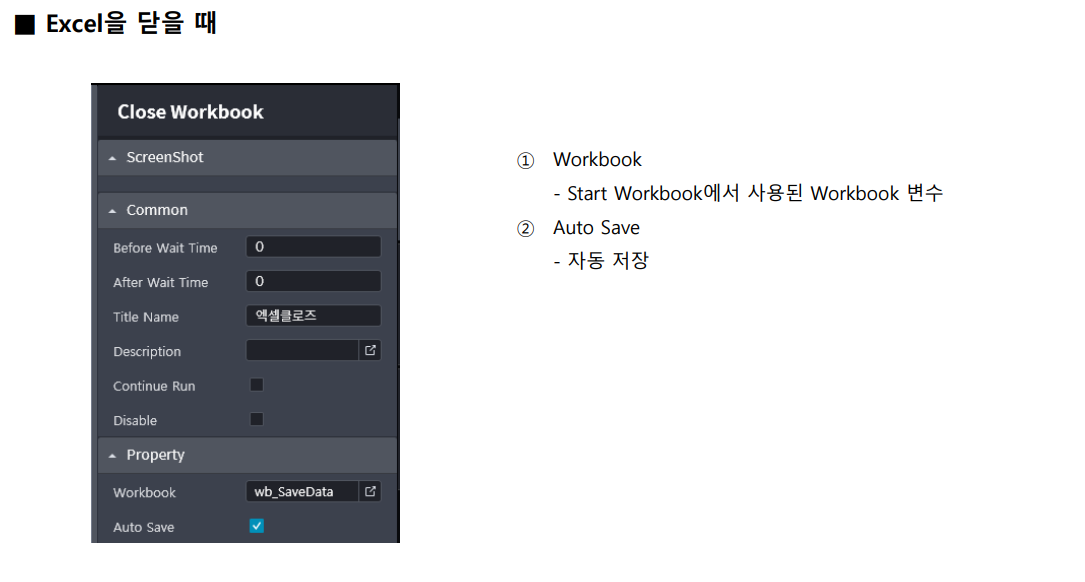 ■ Excel을 닫을 때
Close Workbook
ScreenShot
Common
Before Wait Time 0
After Wait Time 0
Title Name 엑셀클로즈
Description
Continue Run
Disable
Property
Workbook wb_SaveData
Auto Save
① Workbook
- Start Workbook에서 사용된 Workbook 변수
② Auto Save
- 자동 저장